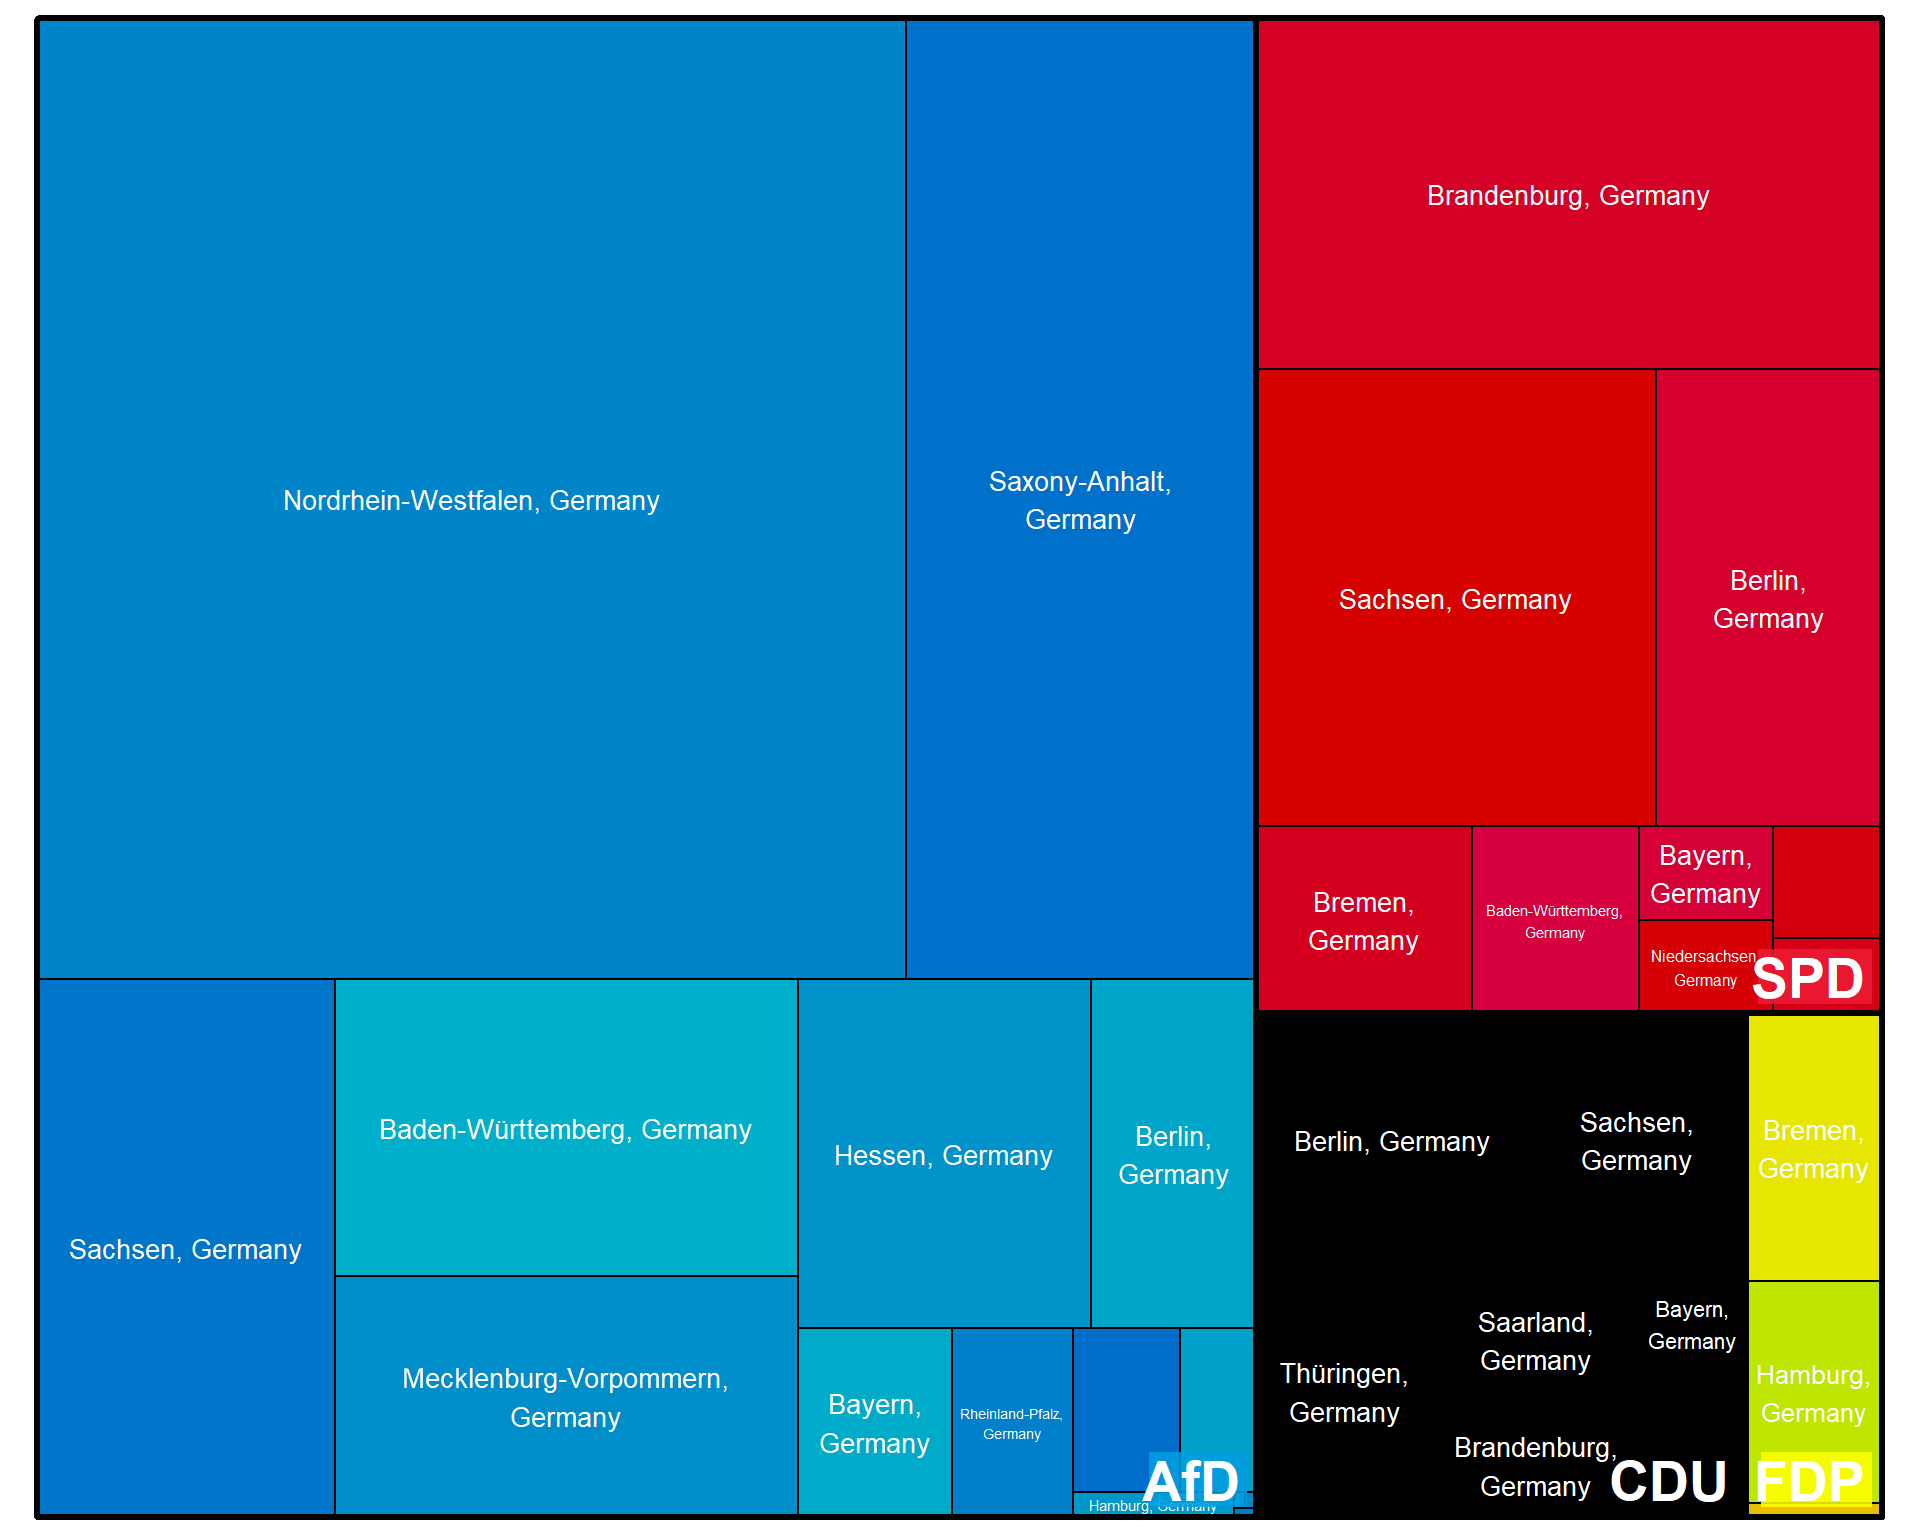 Nordrhein-Westfalen, Germany
Saxony-Anhalt,
Germany
Sachsen, Germany
Baden-Württemberg, Germany
Mecklenburg-Vorpommern,
Germany
Hessen, Germany
Berlin,
Germany
Bayern,
Germany
Rheinland-Pfalz,
Germany
Hamburg, Germany
AfD
Brandenburg, Germany
Sachsen, Germany
Berlin,
Germany
Bremen,
Germany
Baden-Württemberg,
Germany
Bayern,
Germany
Niedersachsen
Germany
SPD
Berlin, Germany
Sachsen,
Germany
Thüringen,
Germany
Saarland,
Germany
Bayern,
Germany
Brandenburg,
Germany
CDU
Bremen,
Germany
Hamburg,
Germany
FDP